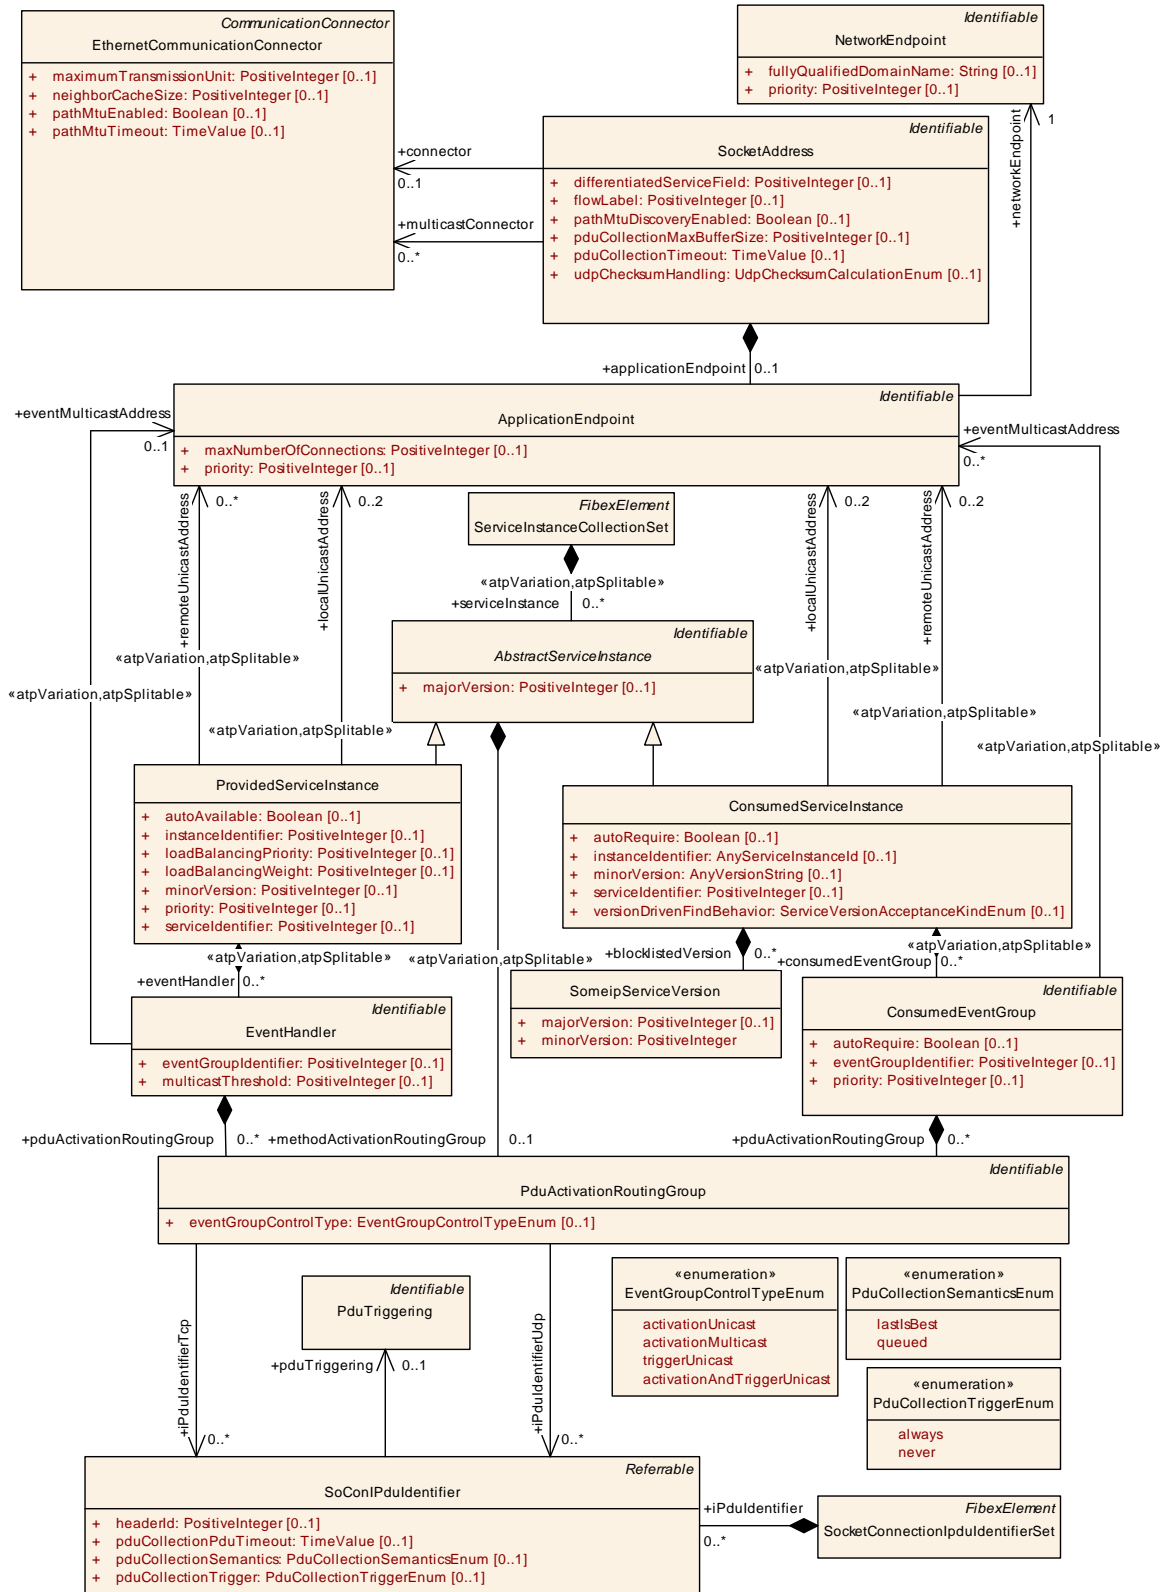 CommunicationConnector
EthernetCommunicationConnector
+ maximumTransmissionUnit: PositiveInteger [0..1]
+ neighborCacheSize: PositiveInteger [0..1]
+ pathMtuEnabled: Boolean [0..1]
+ pathMtuTimeout: TimeValue [0..1]
Identifiable
NetworkEndpoint
+ fullyQualifiedDomainName: String [0..1]
+ priority: PositiveInteger [0..1]
1
+networkEndpoint
Identifiable
SocketAddress
+ differentiatedServiceField: PositiveInteger [0..1]
+ flowLabel: PositiveInteger [0..1]
+ pathMtuDiscoveryEnabled: Boolean [0..1]
+ pduCollectionMaxBufferSize: PositiveInteger [0..1]
+ pduCollectionTimeout: TimeValue [0..1]
+ udpChecksumHandling: UdpChecksumCalculationEnum [0..1]
+connector
0..1
+multicastConnector
0..*
+applicationEndpoint 0..1
Identifiable
ApplicationEndpoint
+ maxNumberOfConnections: PositiveInteger [0..1]
+ priority: PositiveInteger [0..1]
+eventMulticastAddress
0..1
+eventMulticastAddress
0..*
+remoteUnicastAddress
0..*
+localUnicastAddress
0..2
+localUnicastAddress
0..2
+remoteUnicastAddress
0..2
FibexElement
ServiceInstanceCollectionSet
«atpVariation,atpSplitable»
+serviceInstance 0..*
Identifiable
AbstractServiceInstance
+ majorVersion: PositiveInteger [0..1]
«atpVariation,atpSplitable»
«atpVariation,atpSplitable»
«atpVariation,atpSplitable»
«atpVariation,atpSplitable»
«atpVariation,atpSplitable»
«atpVariation,atpSplitable»
ProvidedServiceInstance
+ autoAvailable: Boolean [0..1]
+ instanceIdentifier: PositiveInteger [0..1]
+ loadBalancingPriority: PositiveInteger [0..1]
+ loadBalancingWeight: PositiveInteger [0..1]
+ minorVersion: PositiveInteger [0..1]
+ priority: PositiveInteger [0..1]
+ serviceIdentifier: PositiveInteger [0..1]
ConsumedServiceInstance
+ autoRequire: Boolean [0..1]
+ instanceIdentifier: AnyServiceInstanceId [0..1]
+ minorVersion: AnyVersionString [0..1]
+ serviceIdentifier: PositiveInteger [0..1]
+ versionDrivenFindBehavior: ServiceVersionAcceptanceKindEnum [0..1]
«atpVariation,atpSplitable»
+eventHandler 0..*
«atpVariation,atpSplitable»
+blocklistedVersion 0..*
«atpVariation,atpSplitable»
+consumedEventGroup 0..*
SomeipServiceVersion
+ majorVersion: PositiveInteger [0..1]
+ minorVersion: PositiveInteger
Identifiable
EventHandler
+ eventGroupIdentifier: PositiveInteger [0..1]
+ multicastThreshold: PositiveInteger [0..1]
Identifiable
ConsumedEventGroup
+ autoRequire: Boolean [0..1]
+ eventGroupIdentifier: PositiveInteger [0..1]
+ priority: PositiveInteger [0..1]
+pduActivationRoutingGroup 0..*
+methodActivationRoutingGroup 0..1
+pduActivationRoutingGroup 0..*
Identifiable
PduActivationRoutingGroup
+ eventGroupControlType: EventGroupControlTypeEnum [0..1]
Identifiable
PduTriggering
+pduTriggering 0..1
+iPduIdentifierTcp
0..*
+iPduIdentifierUdp
0..*
«enumeration»
EventGroupControlTypeEnum
activationUnicast
activationMulticast
triggerUnicast
activationAndTriggerUnicast
«enumeration»
PduCollectionSemanticsEnum
lastIsBest
queued
«enumeration»
PduCollectionTriggerEnum
always
never
Referrable
SoConIPduIdentifier
+ headerId: PositiveInteger [0..1]
+ pduCollectionPduTimeout: TimeValue [0..1]
+ pduCollectionSemantics: PduCollectionSemanticsEnum [0..1]
+ pduCollectionTrigger: PduCollectionTriggerEnum [0..1]
+iPduIdentifier
0..*
FibexElement
SocketConnectionIpduIdentifierSet